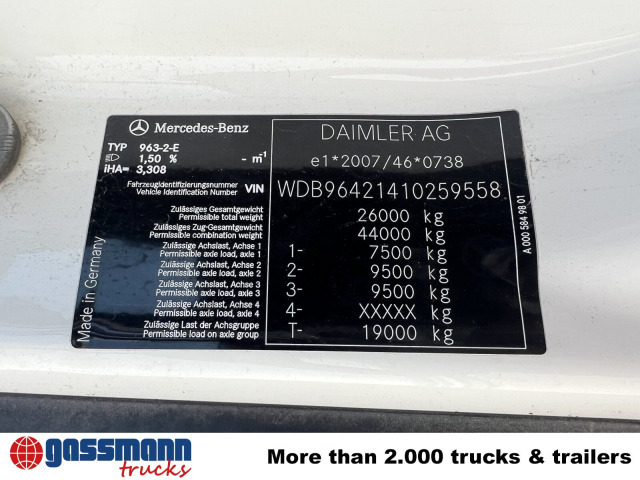 Mercedes-Benz
DAIMLER AG
TYP 963-2-E
1,50 % - m⁻¹
iHA= 3,308
e1*2007/46*0738
Fahrzeugidentifizierungsnummer
Vehicle Identification Number VIN WDB96421410259558
Zulässiges Gesamtgewicht
Permissible total weight 26000 kg
Zulässiges Zug-Gesamtgewicht
Permissible combination weight 44000 kg
Zulässige Achslast, Achse 1
Permissible axle load, axle 1 1- 7500 kg
Zulässige Achslast, Achse 2
Permissible axle load, axle 2 2- 9500 kg
Zulässige Achslast, Achse 3
Permissible axle load, axle 3 3- 9500 kg
Zulässige Achslast, Achse 4
Permissible axle load, axle 4 4- XXXXX kg
Zulässige Last der Achsgruppe
Permissible load on axle group T- 19000 kg
Made in Germany
A 000 584 98 01
gassmann
trucks
More than 2.000 trucks & trailers